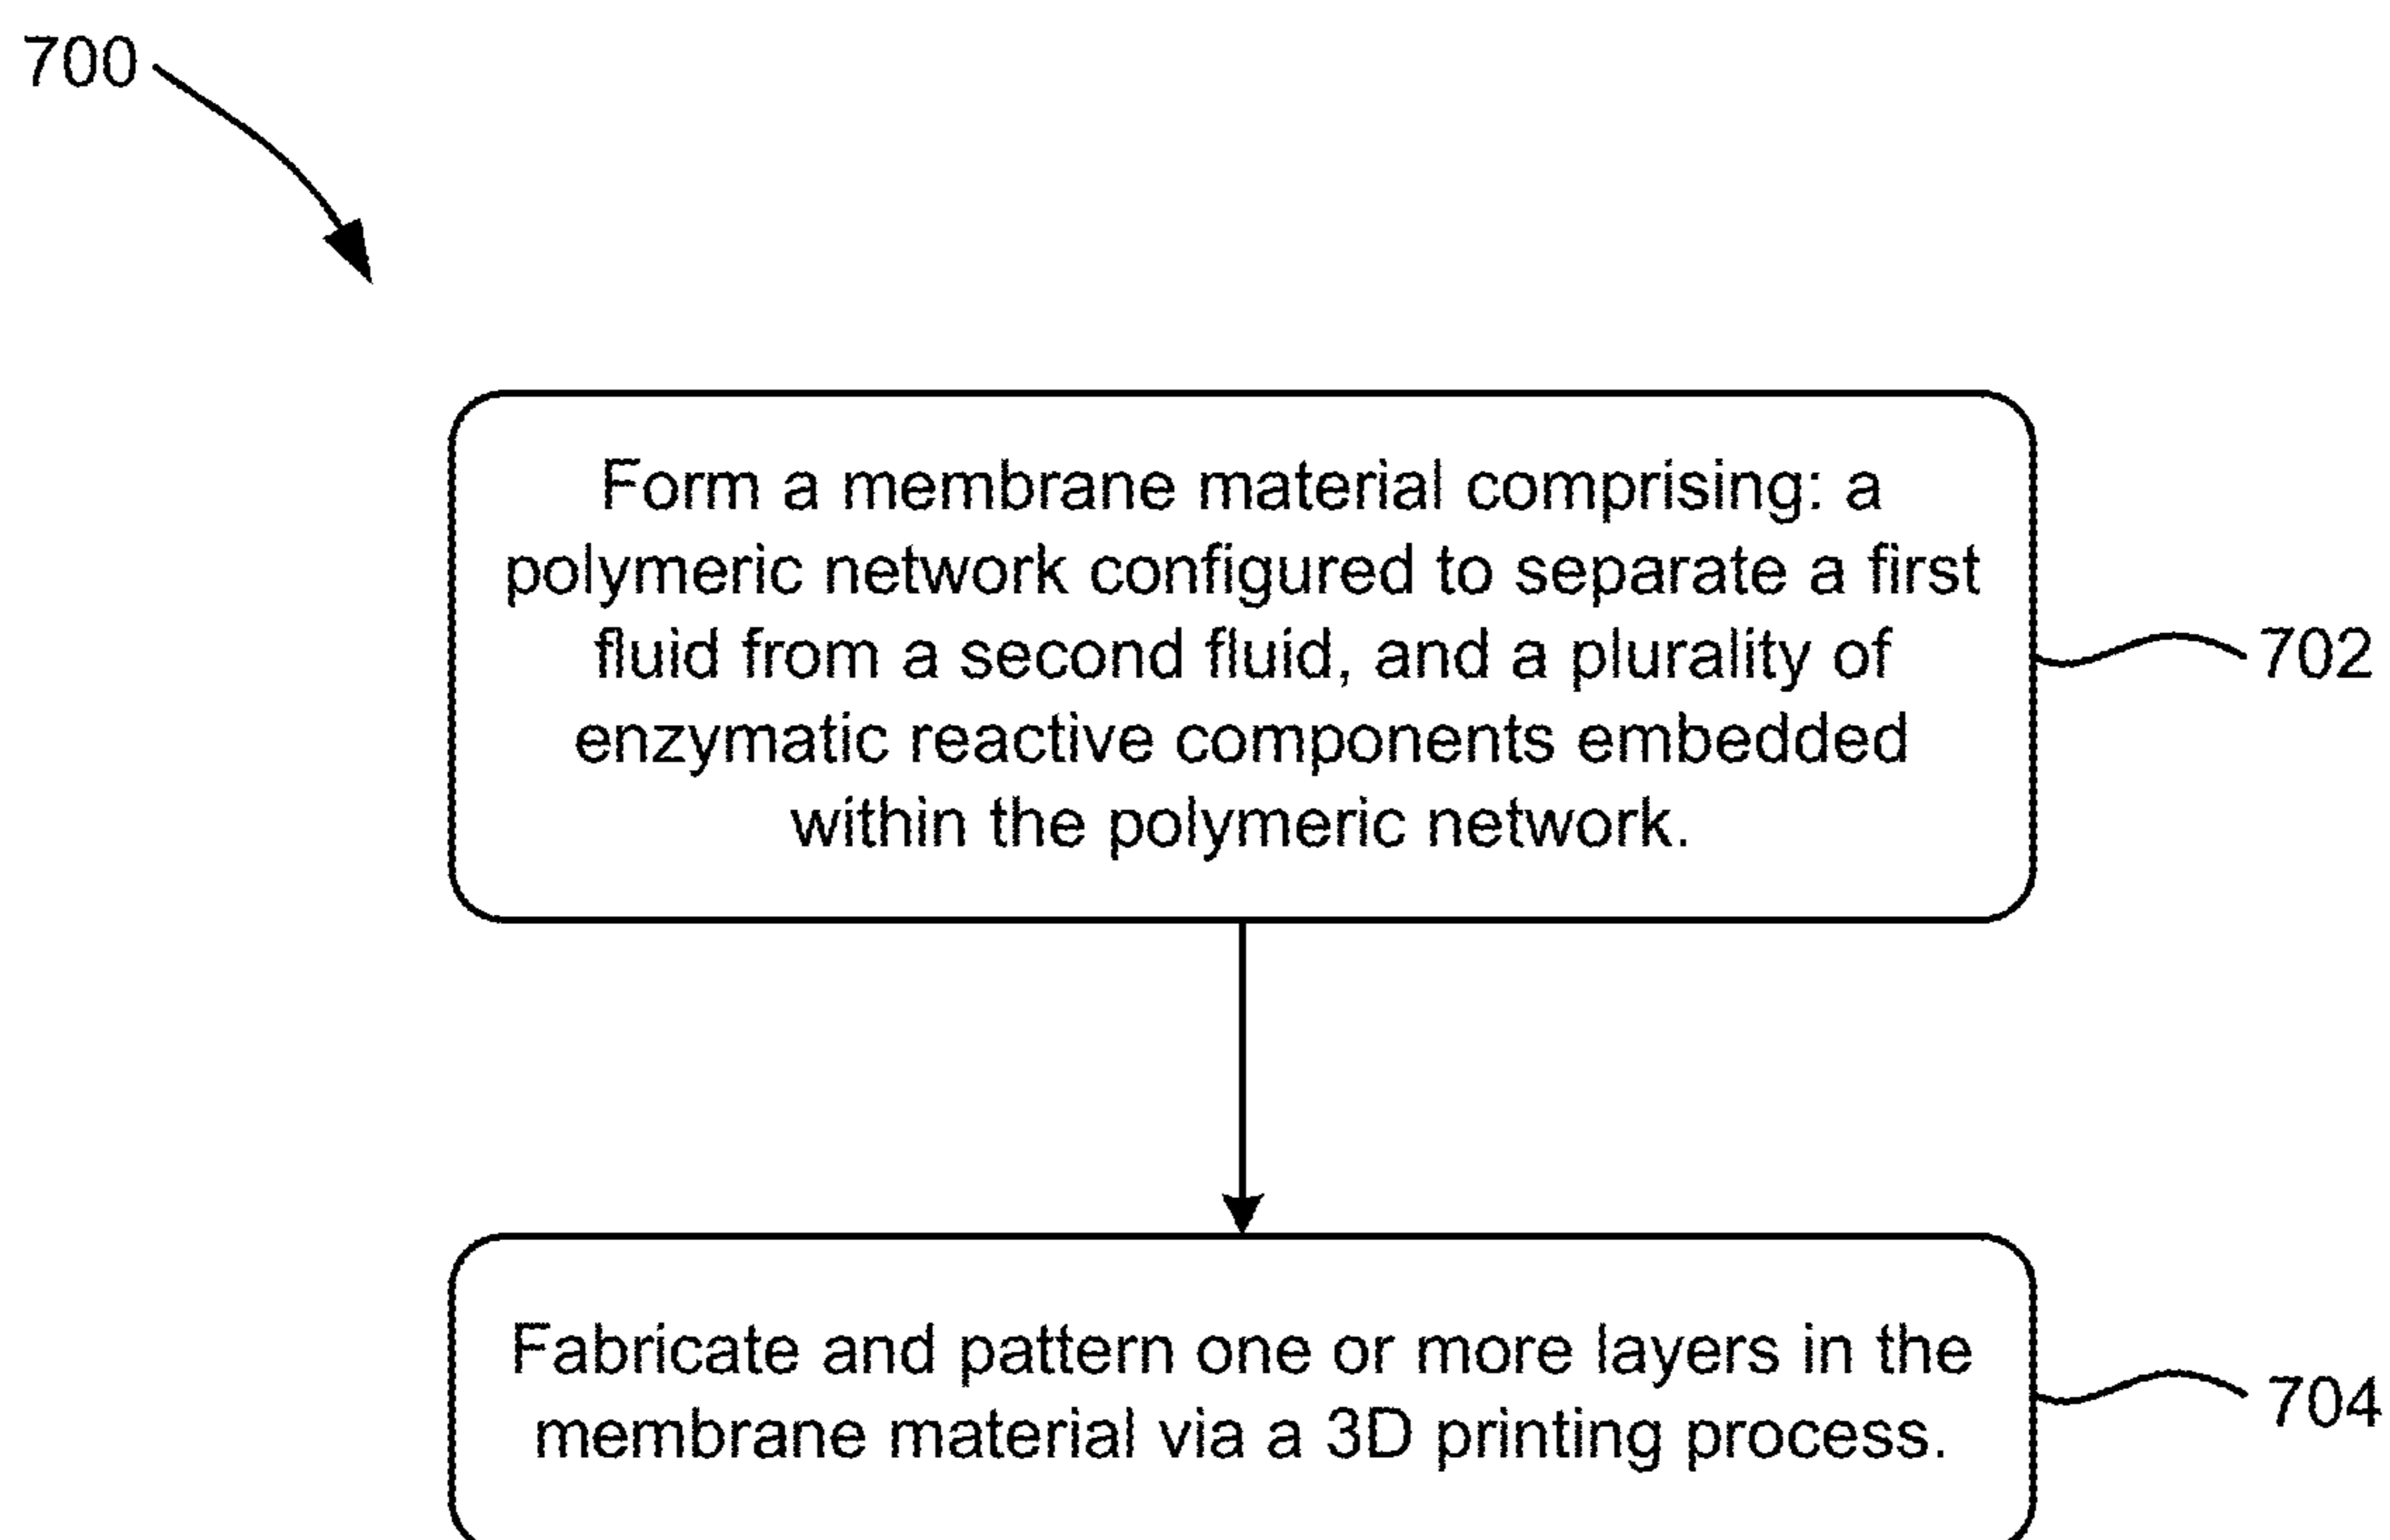 700
Form a membrane material comprising: a
polymeric network configured to separate a first
fluid from a second fluid, and a plurality of
enzymatic reactive components embedded
within the polymeric network.
702
Fabricate and pattern one or more layers in the
membrane material via a 3D printing process.
704